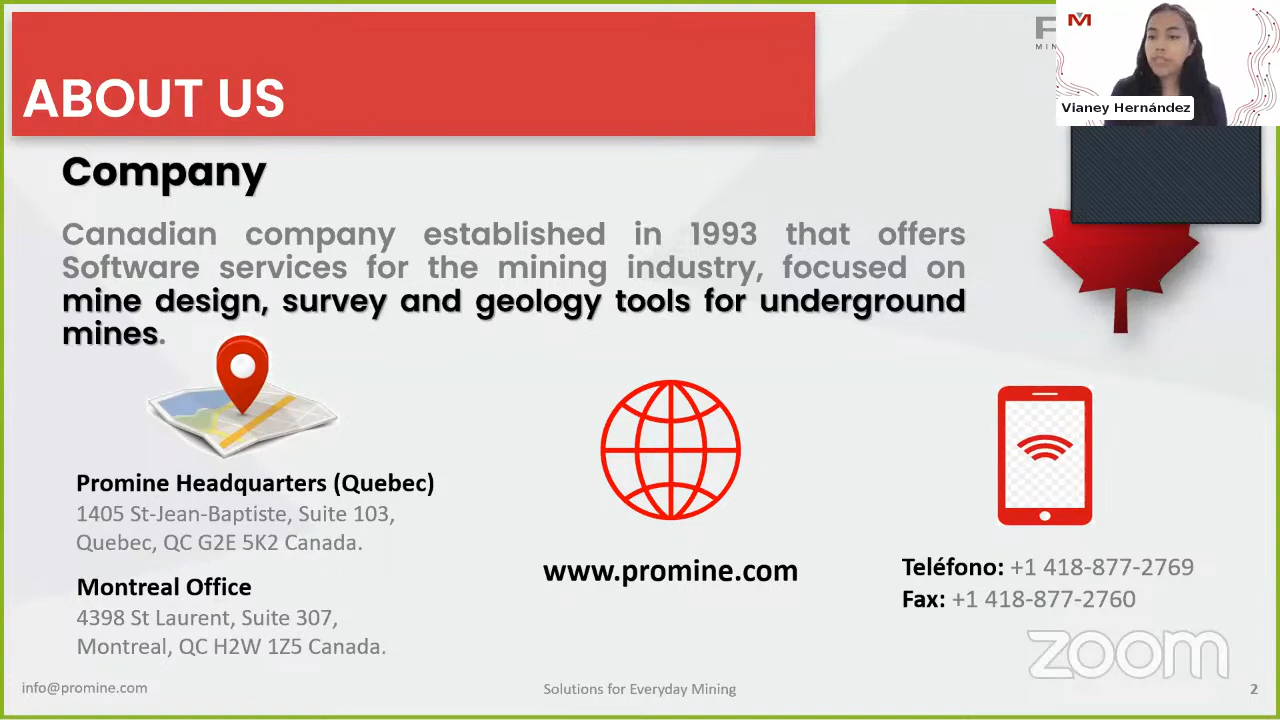 ABOUT US
Vianey Hernández
Company
Canadian company established in 1993 that offers
Software services for the mining industry, focused on
mine design, survey and geology tools for underground
mines.
Promine Headquarters (Quebec)
1405 St-Jean-Baptiste, Suite 103,
Quebec, QC G2E 5K2 Canada.
Montreal Office
4398 St Laurent, Suite 307,
Montreal, QC H2W 1Z5 Canada.
www.promine.com
Teléfono: +1 418-877-2769
Fax: +1 418-877-2760
zoom
info@promine.com
Solutions for Everyday Mining
2